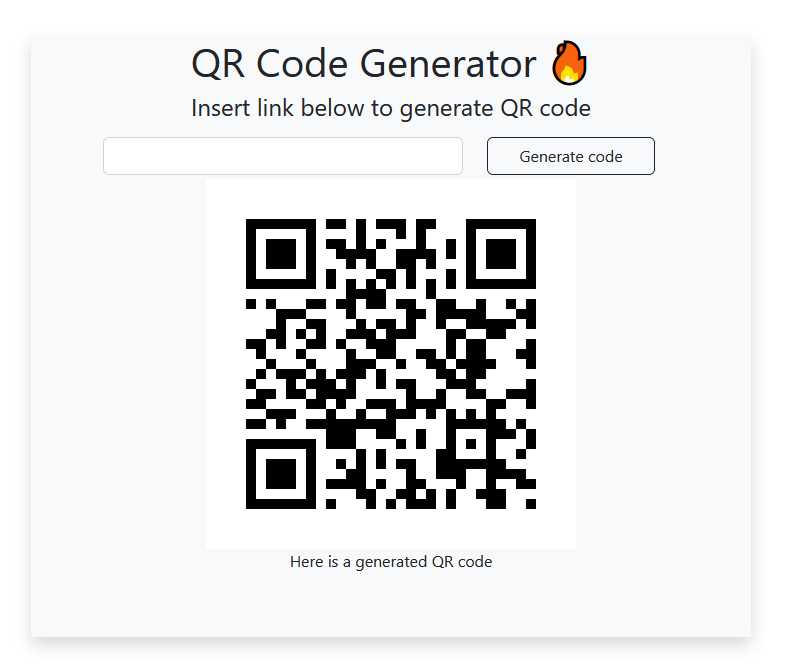 QR Code Generator 🔥
Insert link below to generate QR code
Generate code
Here is a generated QR code